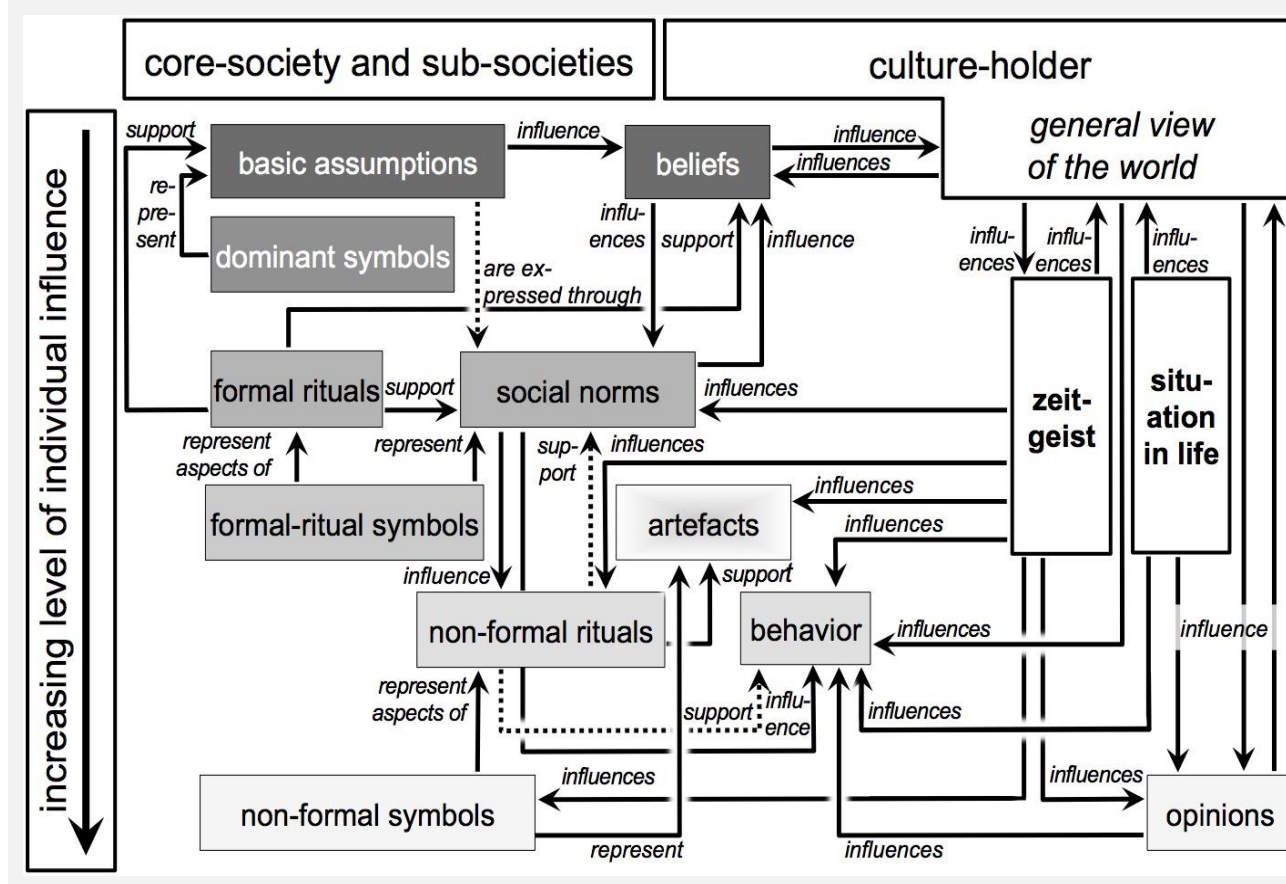 core-society and sub-societies
culture-holder
increasing level of individual influence
support
influence
influence
general view
of the world
basic assumptions
beliefs
influences
re-
pre-
sent
influ-
ences
support
influence
influ-
ences
influ-
ences
influ-
ences
dominant symbols
are ex-
pressed through
formal rituals
support
social norms
influences
zeit-
geist
situ-
ation
in life
represent
aspects of
represent
sup-
port
influences
formal-ritual symbols
artefacts
influences
influences
influence
support
non-formal rituals
behavior
influences
influence
represent
aspects of
support
influ-
ence
influences
influences
influences
non-formal symbols
opinions
represent
influences